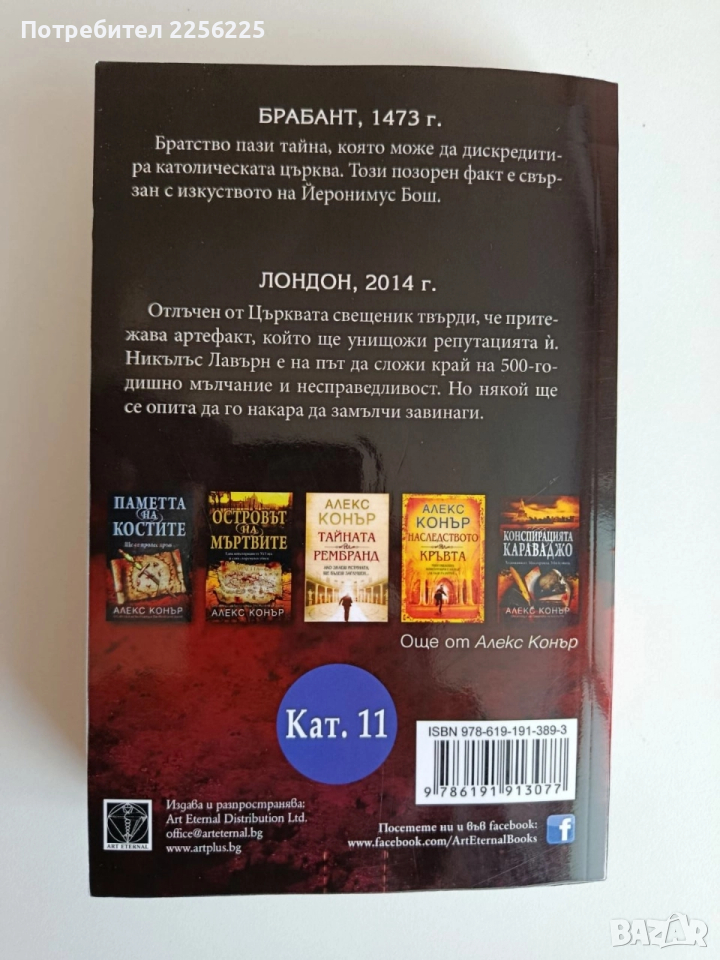 Потребител 2256225
БРАБАНТ, 1473 г.
Братство пази тайна, която може да дискредити-
ра католическата църква. Този позорен факт е свър-
зан с изкуството на Йеронимус Бош.
ЛОНДОН, 2014 г.
Отлъчен от Църквата свещеник твърди, че прите-
жава артефакт, който ще унищожи репутацията ѝ.
Никълъс Лавърн е на път да сложи край на 500-го-
дишно мълчание и несправедливост. Но някой ще
се опита да го накара да замълчи завинаги.
ПАМЕТТА
НА
КОСТИТЕ
АЛЕКС КОНЪР
ОСТРОВЪТ
НА
МЪРТВИТЕ
АЛЕКС КОНЪР
АЛЕКС
КОНЪР
ТАЙНАТА
НА
РЕМБРАНД
АЛЕКС
КОНЪР
НАСЛЕДСТВОТО
НА
КРЪВТА
КОНСПИРАЦИЯТА
КАРАВАДЖО
АЛЕКС КОНЪР
Още от Алекс Конър
Кат. 11
ISBN 978-619-191-389-3
9 786191 913077
ART ETERNAL
Издава и разпространява:
Art Eternal Distribution Ltd.
office@arteternal.bg
www.artplus.bg
Посетете ни и във facebook:
www.facebook.com/ArtEternalBooks
f
BAZAR